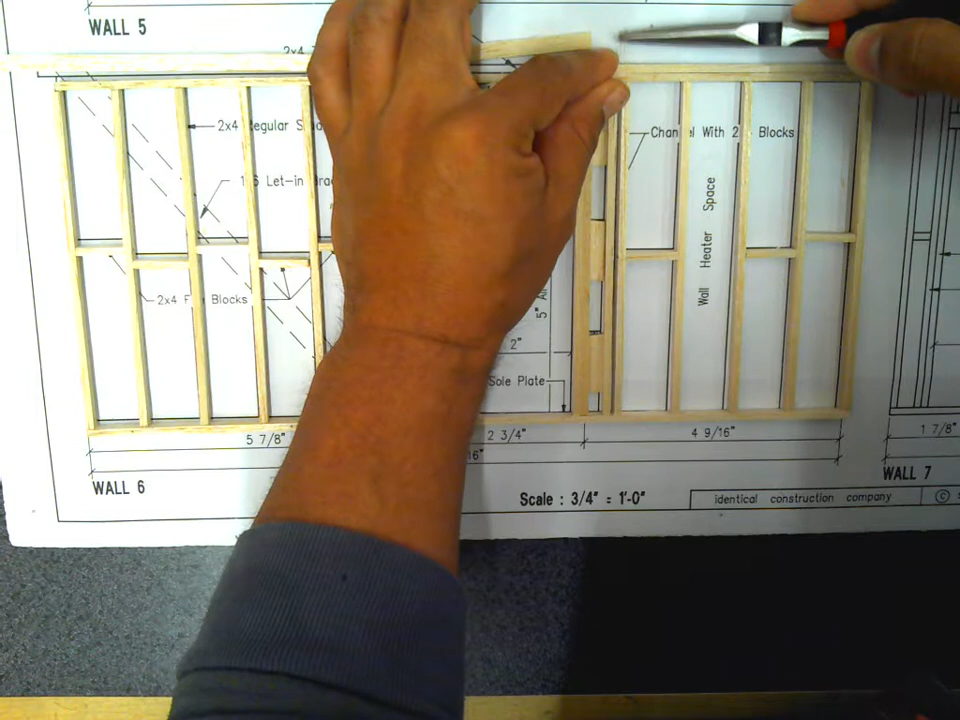 WALL 5
2x4
2x4 Regular
Channel With 2 Blocks
Let-in
Wall Heater Space
2x4 Blocks
5"
2"
Sole Plate
5 7/8"
2 3/4"
4 9/16"
1 7/8"
16"
WALL 6
WALL 7
Scale : 3/4" = 1'-0"
identical construction company
©